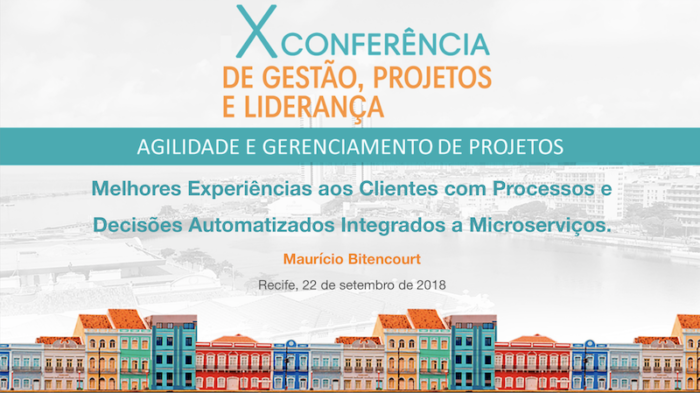 X CONFERÊNCIA
DE GESTÃO, PROJETOS
E LIDERANÇA
AGILIDADE E GERENCIAMENTO DE PROJETOS
Melhores Experiências aos Clientes com Processos e
Decisões Automatizados Integrados a Microserviços.
Maurício Bitencourt
Recife, 22 de setembro de 2018